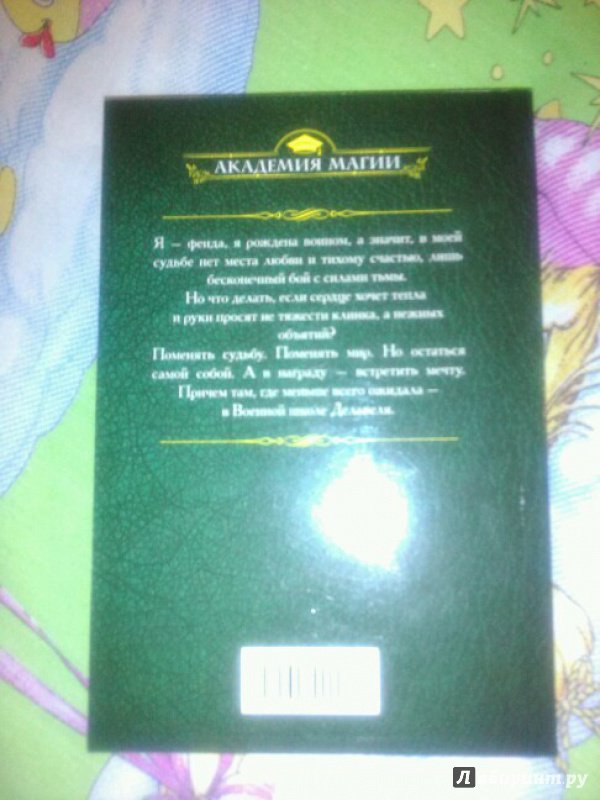 АКАДЕМИЯ МАГИИ
Я — фенда, я рождена воином, а значит, в моей
судьбе нет места любви и тихому счастью, лишь
бесконечный бой с силами тьмы.
Но что делать, если сердце хочет тепла
и руки просят не тяжести клинка, а нежных
объятий?
Поменять судьбу. Поменять мир. Но остаться
самой собой. А в награду — встретить мечту.
Причем там, где меньше всего ожидала —
в Военной школе Делавеля.
Лабиринт.ру